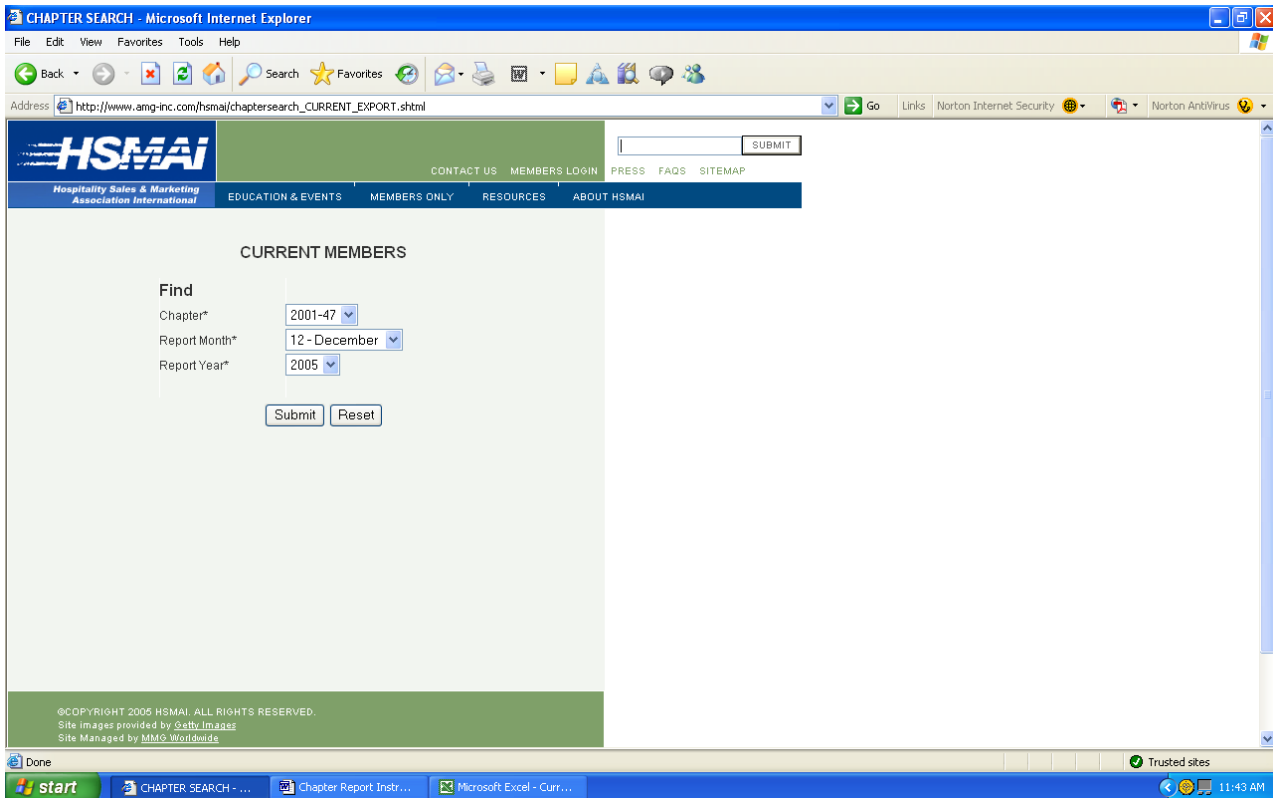 CHAPTER SEARCH - Microsoft Internet Explorer
File Edit View Favorites Tools Help
Back Search Favorites
Address http://www.amg-inc.com/hsmai/chaptersearch_CURRENT_EXPORT.shtml Go Links Norton Internet Security Norton AntiVirus
HSMAI
SUBMIT
CONTACT US MEMBERS LOGIN PRESS FAQS SITEMAP
Hospitality Sales & Marketing
Association International
EDUCATION & EVENTS MEMBERS ONLY RESOURCES ABOUT HSMAI
CURRENT MEMBERS
Find
Chapter* 2001-47
Report Month* 12 - December
Report Year* 2005
Submit Reset
©COPYRIGHT 2005 HSMAI. ALL RIGHTS RESERVED.
Site images provided by Getty Images
Site Managed by MMG Worldwide
Done Trusted sites
start CHAPTER SEARCH - ... Chapter Report Instr... Microsoft Excel - Curr... 11:43 AM